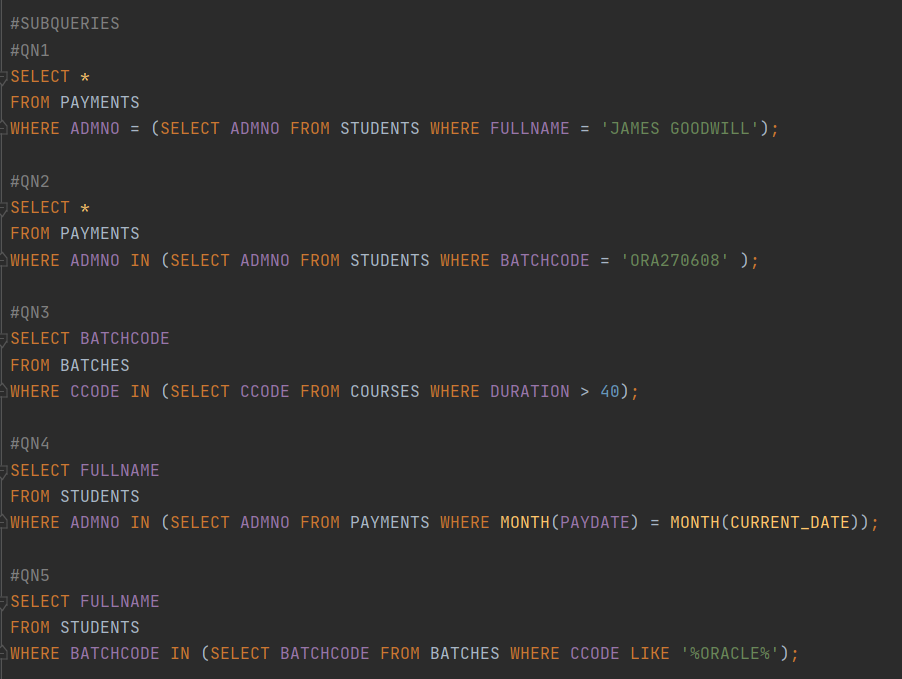 #SUBQUERIES
#QN1
SELECT *
FROM PAYMENTS
WHERE ADMNO = (SELECT ADMNO FROM STUDENTS WHERE FULLNAME = 'JAMES GOODWILL');
#QN2
SELECT *
FROM PAYMENTS
WHERE ADMNO IN (SELECT ADMNO FROM STUDENTS WHERE BATCHCODE = 'ORA270608' );
#QN3
SELECT BATCHCODE
FROM BATCHES
WHERE CCODE IN (SELECT CCODE FROM COURSES WHERE DURATION > 40);
#QN4
SELECT FULLNAME
FROM STUDENTS
WHERE ADMNO IN (SELECT ADMNO FROM PAYMENTS WHERE MONTH(PAYDATE) = MONTH(CURRENT_DATE));
#QN5
SELECT FULLNAME
FROM STUDENTS
WHERE BATCHCODE IN (SELECT BATCHCODE FROM BATCHES WHERE CCODE LIKE '%ORACLE%');